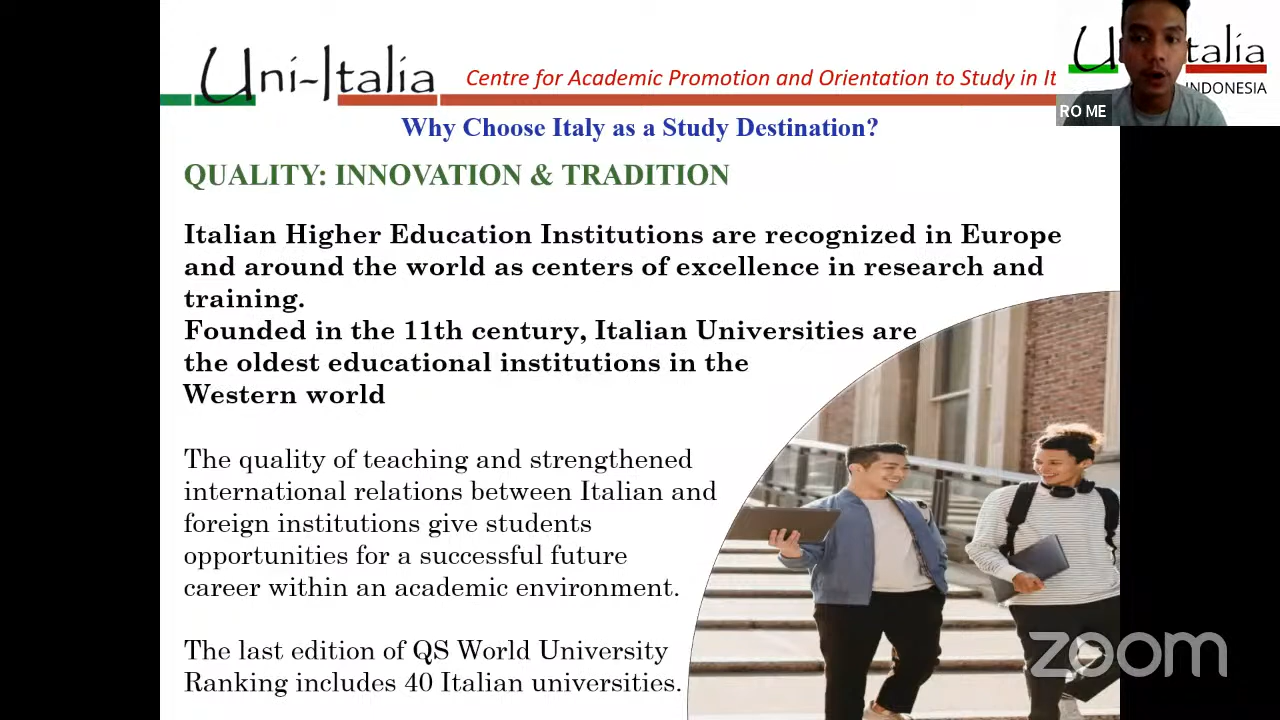 Uni-Italia
Centre for Academic Promotion and Orientation to Study in It
U talia
INDONESIA
RO ME
Why Choose Italy as a Study Destination?
QUALITY: INNOVATION & TRADITION
Italian Higher Education Institutions are recognized in Europe
and around the world as centers of excellence in research and
training.
Founded in the 11th century, Italian Universities are
the oldest educational institutions in the
Western world
The quality of teaching and strengthened
international relations between Italian and
foreign institutions give students
opportunities for a successful future
career within an academic environment.
The last edition of QS World University
Ranking includes 40 Italian universities.
zoom